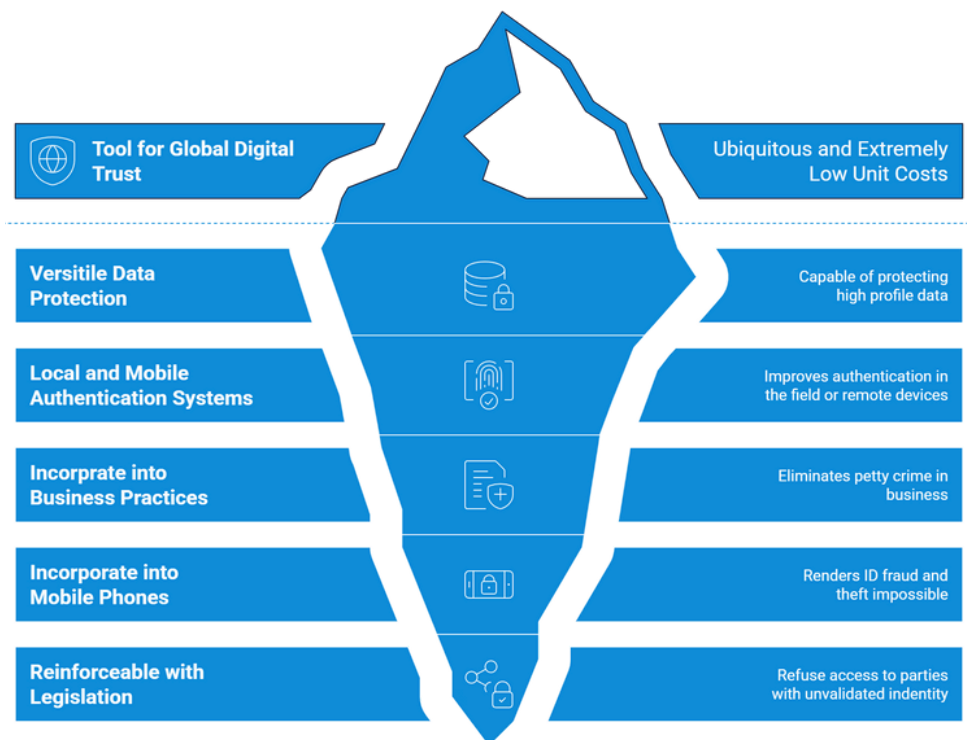 Tool for Global Digital
Trust
Ubiquitous and Extremely
Low Unit Costs
Versitile Data
Protection
Capable of protecting
high profile data
Local and Mobile
Authentication Systems
Improves authentication in
the field or remote devices
Incorprate into
Business Practices
Eliminates petty crime in
business
Incorporate into
Mobile Phones
Renders ID fraud and
theft impossible
Reinforceable with
Legislation
Refuse access to parties
with unvalidated indentity